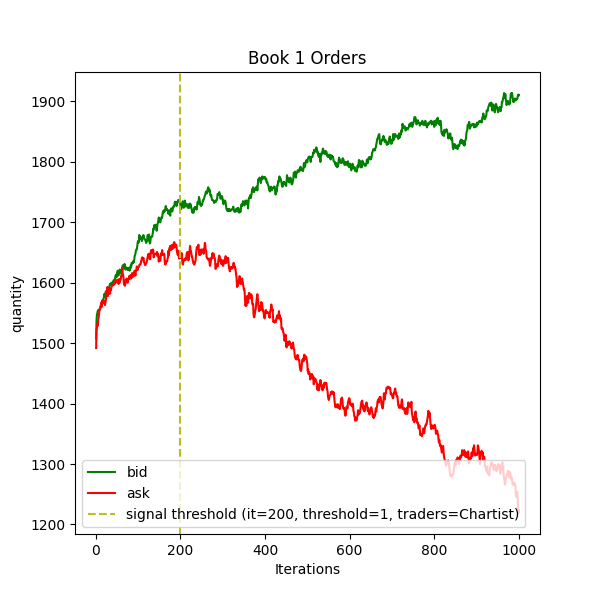 Book 1 Orders
quantity
1900
1800
1700
1600
1500
1400
1300
1200
bid
ask
signal threshold (it=200, threshold=1, traders=Chartist)
0 200 400 600 800 1000
Iterations